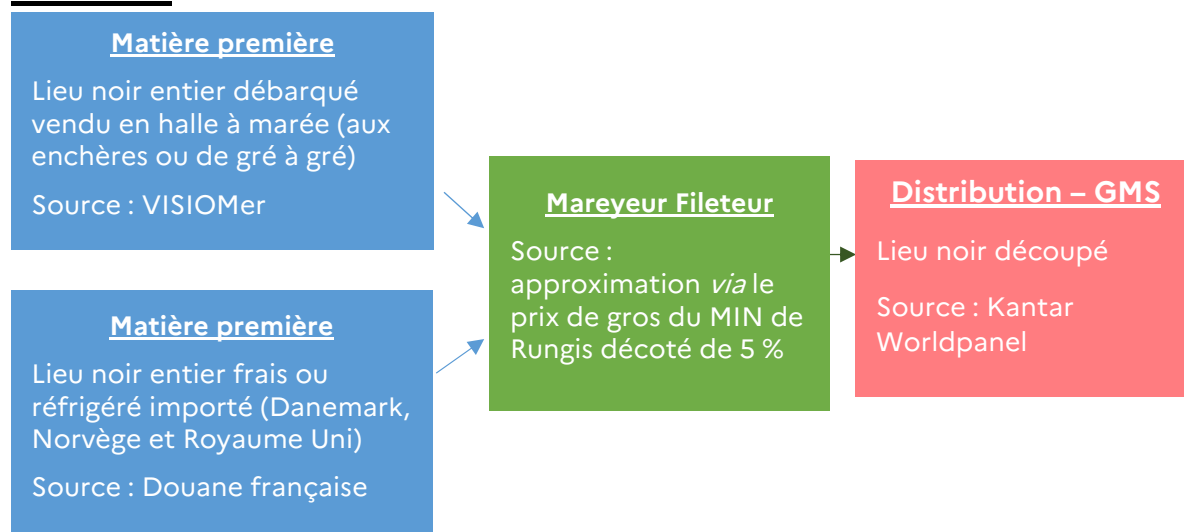 Matière première
Lieu noir entier débarqué
vendu en halle à marée (aux
enchères ou de gré à gré)
Source : VISIOMer
Matière première
Lieu noir entier frais ou
réfrigéré importé (Danemark,
Norvège et Royaume Uni)
Source : Douane française
Mareyeur Fileteur
Source :
approximation via le
prix de gros du MIN de
Rungis décoté de 5 %
Distribution – GMS
Lieu noir découpé
Source : Kantar
Worldpanel